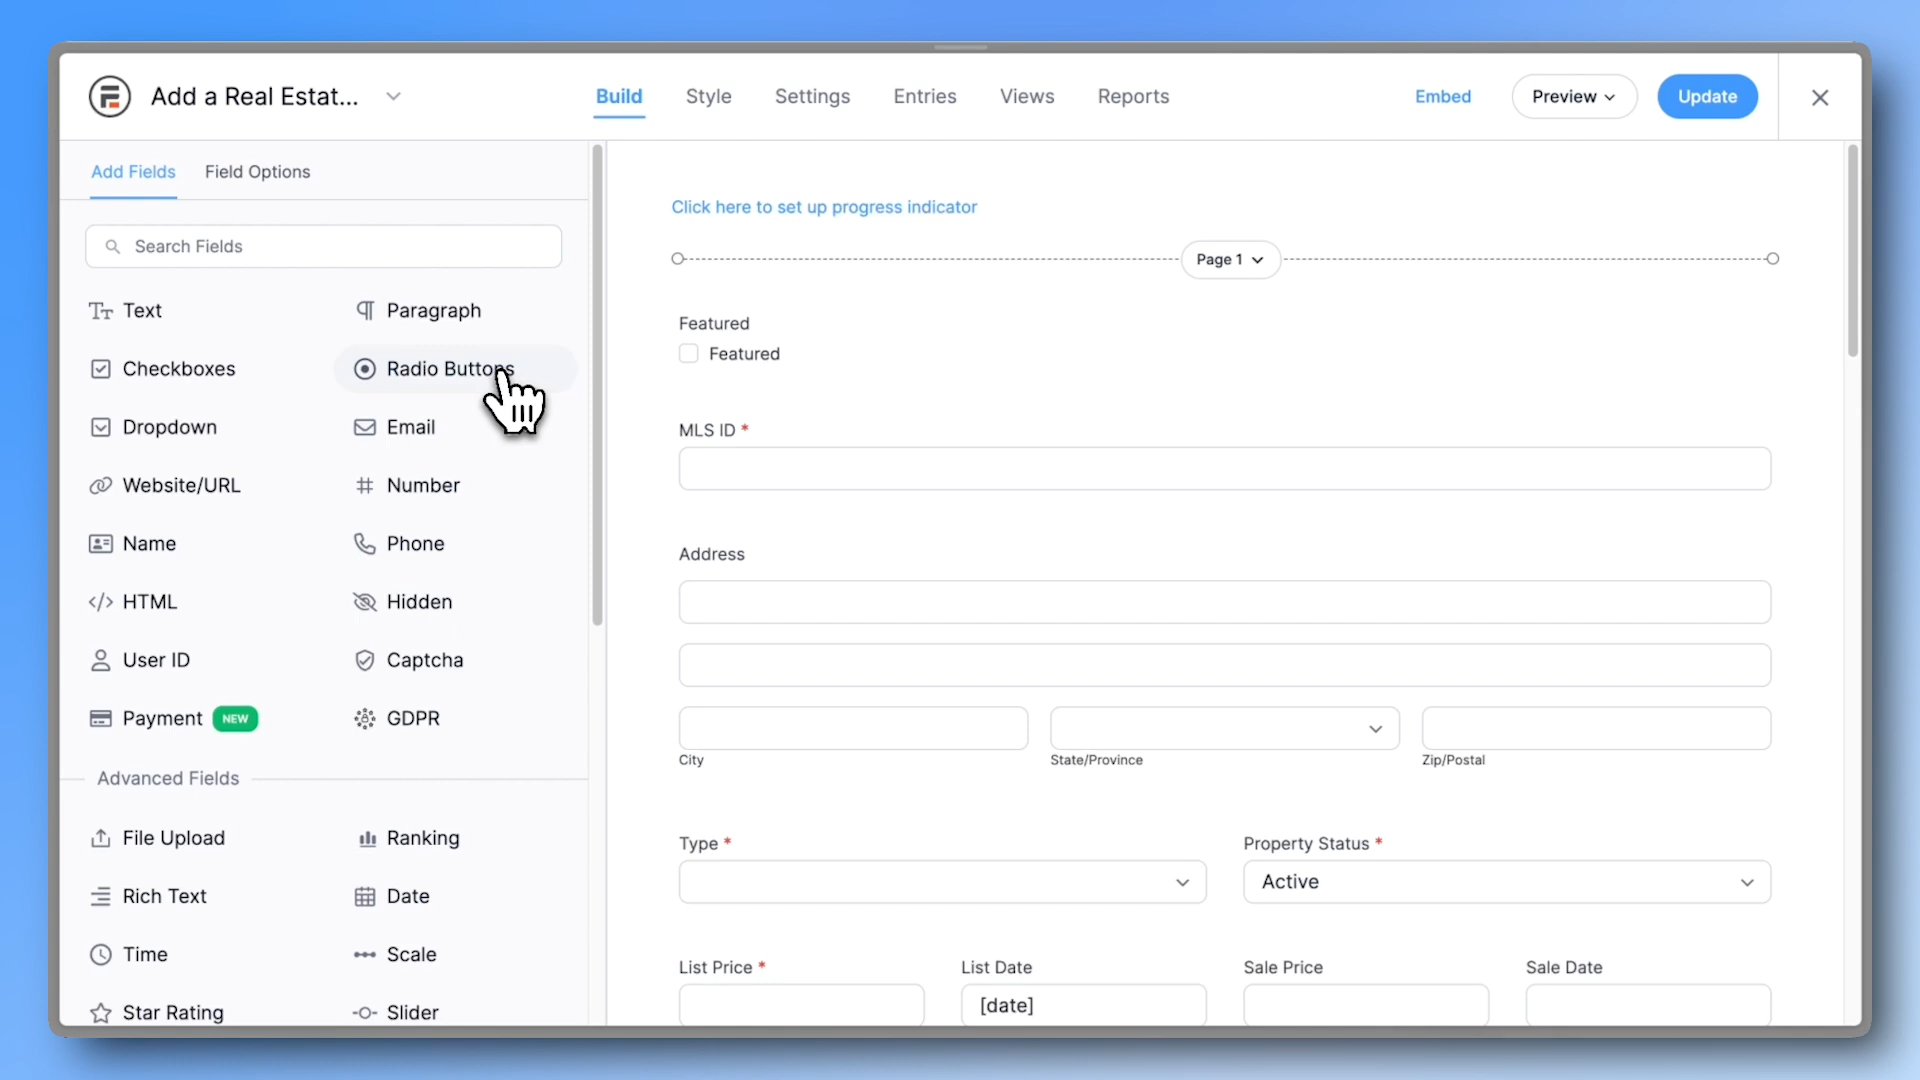 Add a Real Estat...
Build
Style
Settings
Entries
Views
Reports
Embed
Preview
Update
Add Fields
Field Options
Search Fields
Text
Paragraph
Checkboxes
Radio Buttons
Dropdown
Email
Website/URL
Number
Name
Phone
HTML
Hidden
User ID
Captcha
Payment NEW
GDPR
Advanced Fields
File Upload
Ranking
Rich Text
Date
Time
Scale
Star Rating
Slider
Click here to set up progress indicator
Page 1
Featured
Featured
MLS ID *
Address
City
State/Province
Zip/Postal
Type *
Property Status *
Active
List Price *
List Date
Sale Price
Sale Date
[date]